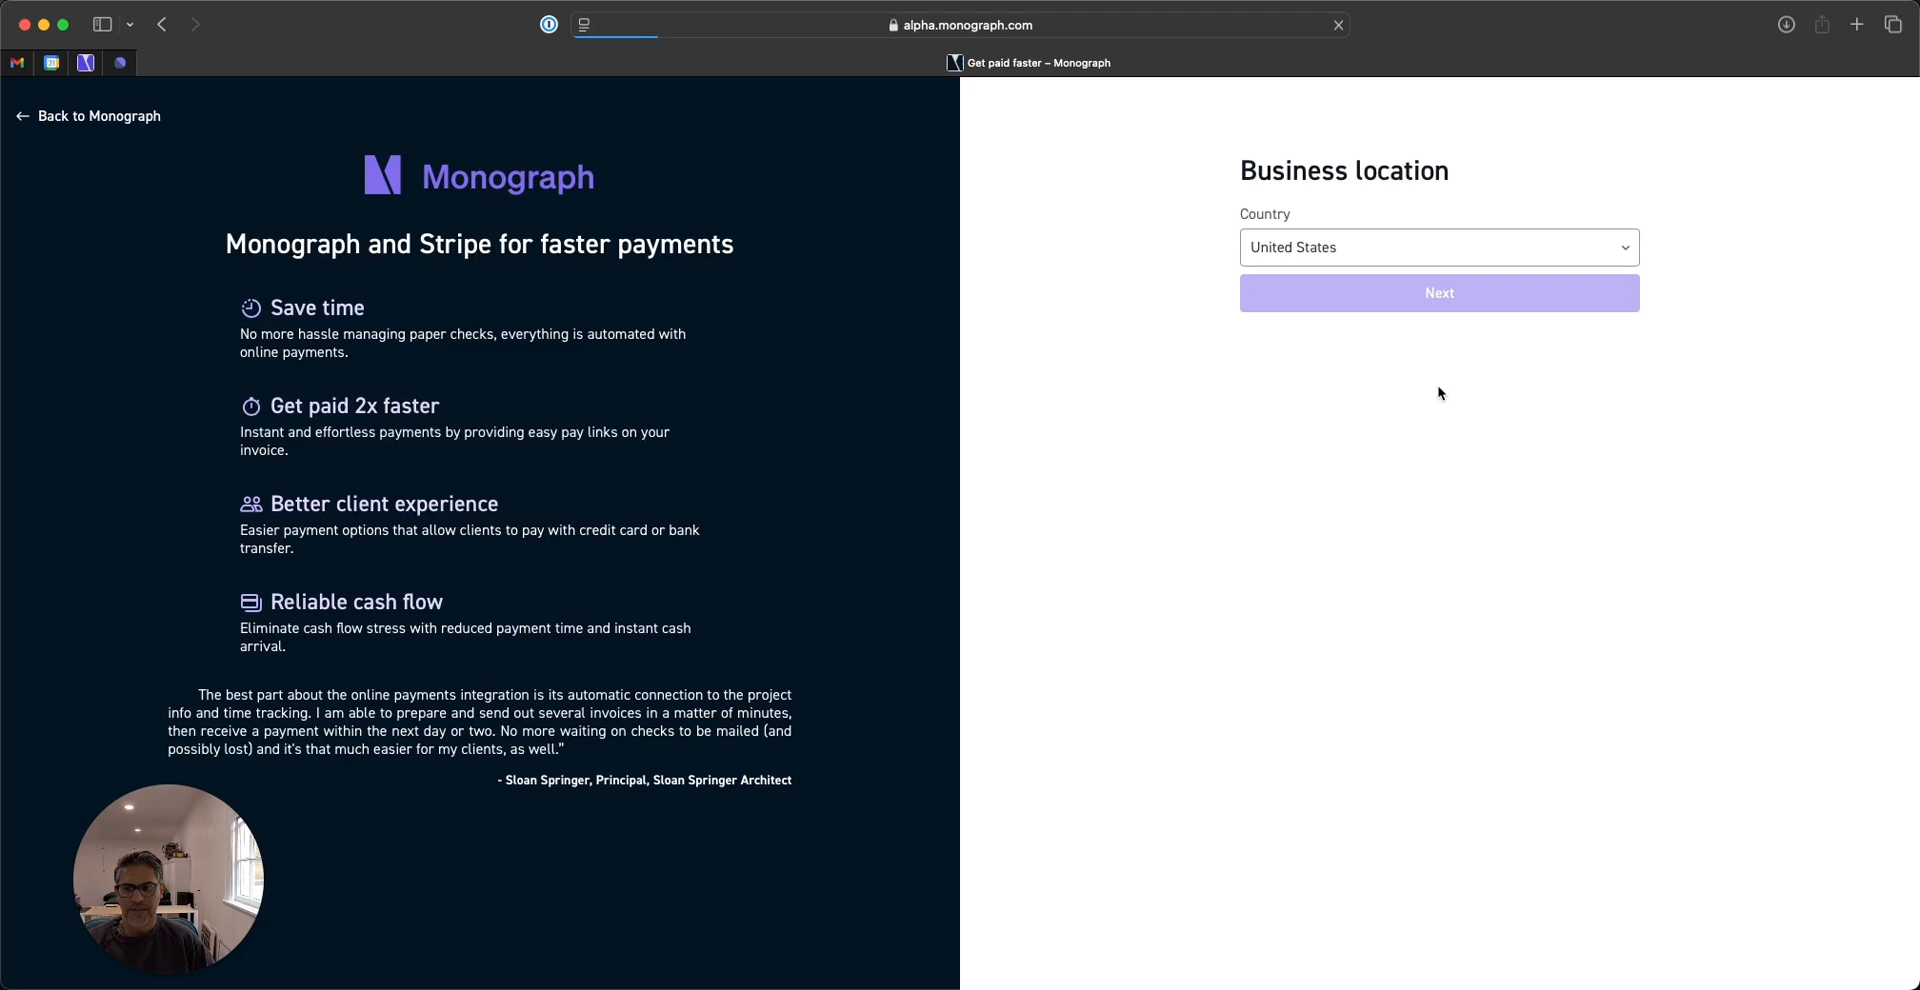 alpha.monograph.com
31
Get paid faster – Monograph
← Back to Monograph
Monograph
Monograph and Stripe for faster payments
Save time
No more hassle managing paper checks, everything is automated with
online payments.
Get paid 2x faster
Instant and effortless payments by providing easy pay links on your
invoice.
Better client experience
Easier payment options that allow clients to pay with credit card or bank
transfer.
Reliable cash flow
Eliminate cash flow stress with reduced payment time and instant cash
arrival.
The best part about the online payments integration is its automatic connection to the project
info and time tracking. I am able to prepare and send out several invoices in a matter of minutes,
then receive a payment within the next day or two. No more waiting on checks to be mailed (and
possibly lost) and it's that much easier for my clients, as well.”
- Sloan Springer, Principal, Sloan Springer Architect
Business location
Country
United States
Next